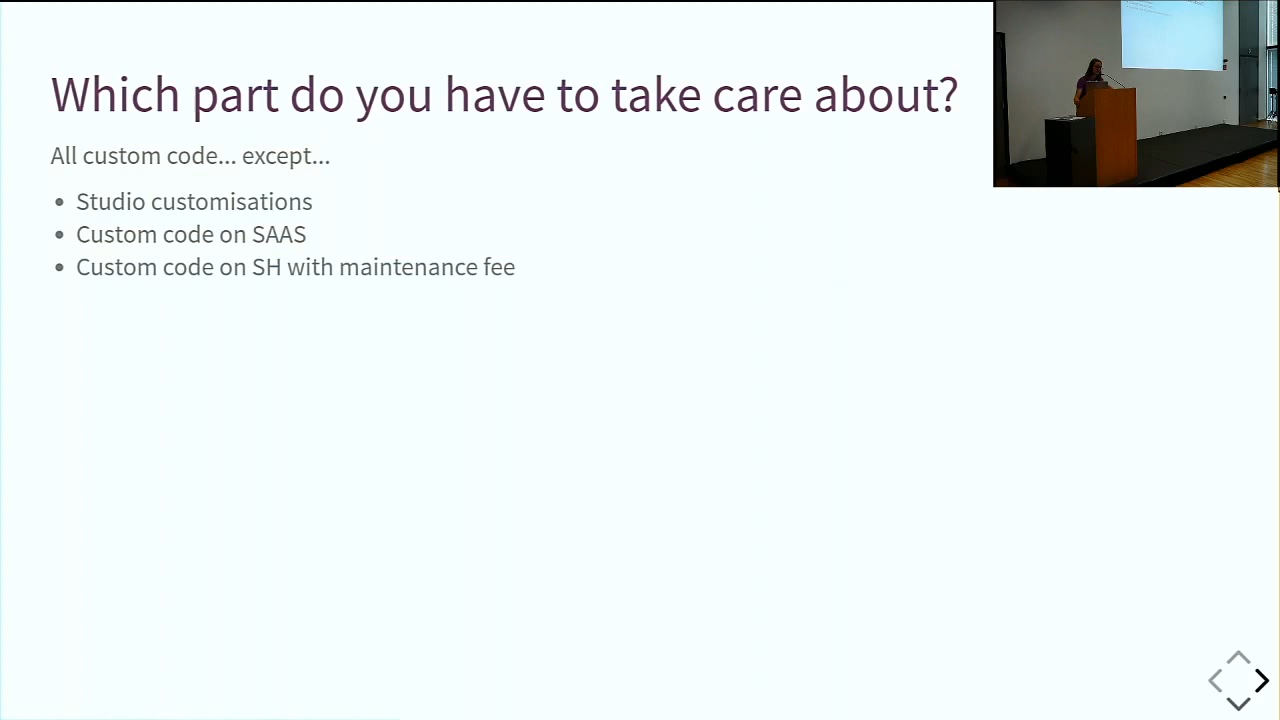 Which part do you have to take care about?
All custom code... except...
• Studio customisations
• Custom code on SAAS
• Custom code on SH with maintenance fee